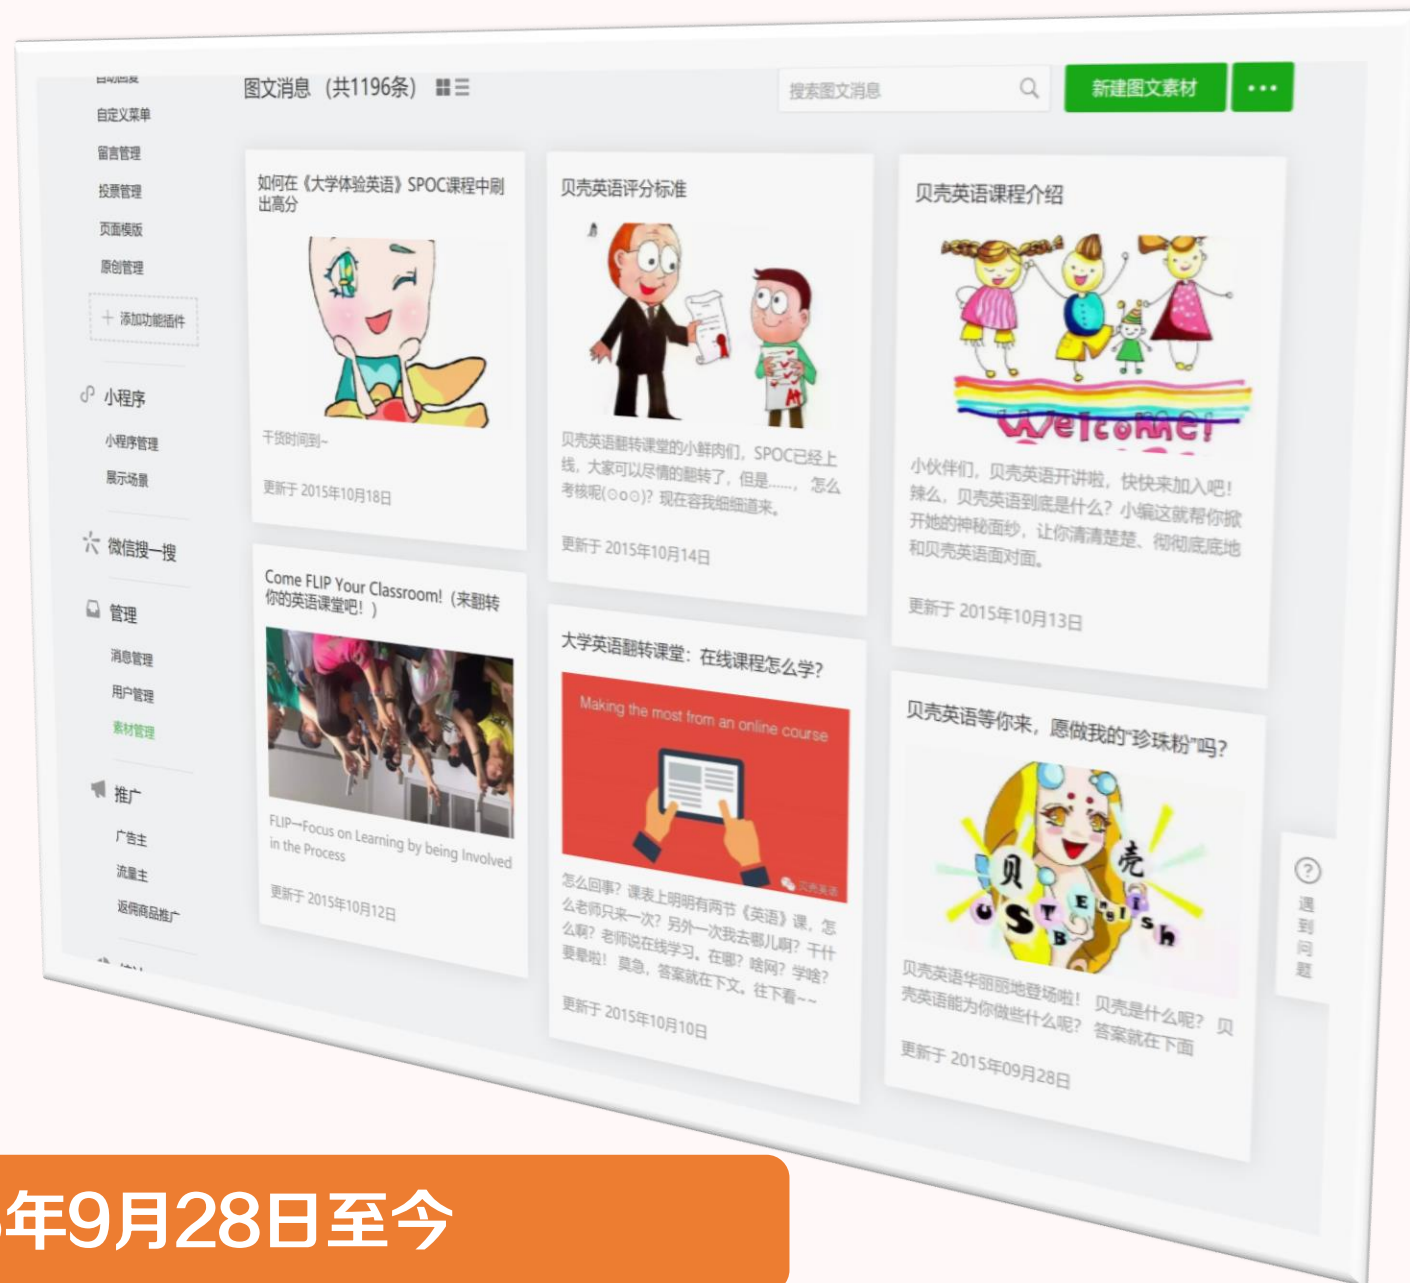 自动回复
自定义菜单
留言管理
投票管理
页面模版
原创管理
添加功能插件
小程序
小程序管理
展示场景
微信搜一搜
管理
消息管理
用户管理
素材管理
推广
广告主
流量主
返佣商品推广
图文消息（共1196条）
搜索图文消息
新建图文素材
如何在《大学体验英语》SPOC课程中刷
出高分
干货时间到~
更新于 2015年10月18日
贝壳英语评分标准
贝壳英语翻转课堂的小鲜肉们，SPOC已经上
线，大家可以尽情的翻转了，但是……，怎么
考核呢(⊙o⊙)？现在容我细细道来。
更新于 2015年10月14日
贝壳英语课程介绍
Welcome!
小伙伴们，贝壳英语开讲啦，快快来加入吧！
辣么，贝壳英语到底是什么？小编这就帮你掀
开她的神秘面纱，让你清清楚楚、彻彻底底地
和贝壳英语面对面。
更新于 2015年10月13日
Come FLIP Your Classroom!（来翻转
你的英语课堂吧！）
FLIP→Focus on Learning by being Involved
in the Process
更新于 2015年10月12日
大学英语翻转课堂：在线课程怎么学？
Making the most from an online course
贝壳英语
怎么回事？课表上明明有两节《英语》课，怎
么老师只来一次？另外一次我去哪儿啊？干什
么啊？老师说在线学习。在哪？啥网？学啥？
要晕啦！莫急，答案就在下文。往下看~~
更新于 2015年10月10日
贝壳英语等你来，愿做我的“珍珠粉”吗？
贝 壳
USTB English
贝壳英语华丽丽地登场啦！ 贝壳是什么呢？ 贝
壳英语能为你做些什么呢？ 答案就在下面
更新于 2015年09月28日
遇到问题
年9月28日至今